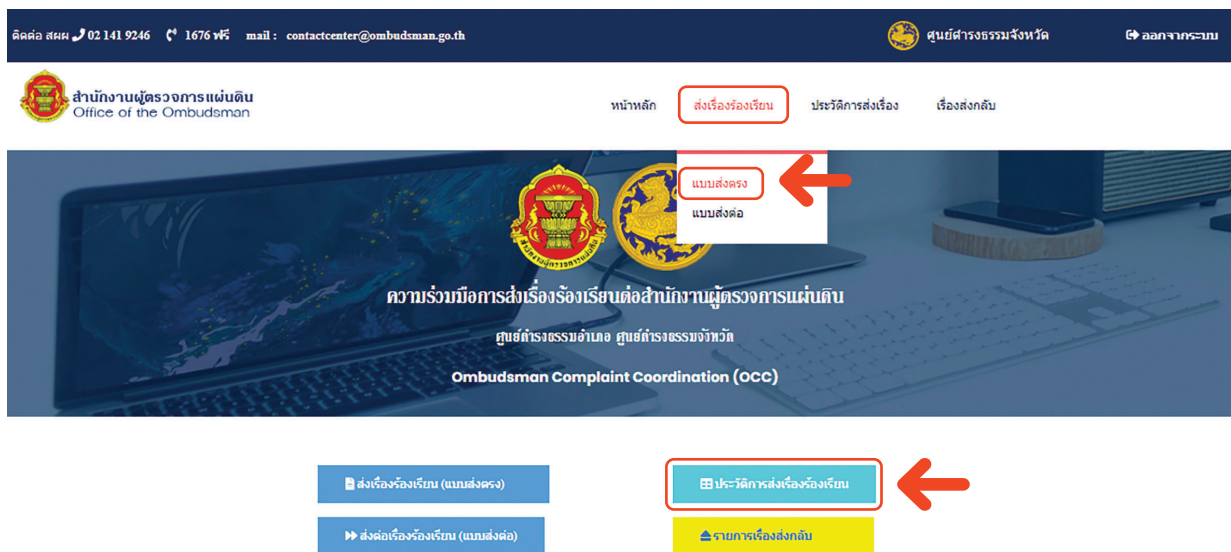 ติดต่อ สผผ 02 141 9246 1676 ฟรี mail : contactcenter@ombudsman.go.th ศูนย์ดำรงธรรมจังหวัด ออกจากระบบ
สำนักงานผู้ตรวจการแผ่นดิน
Office of the Ombudsman
หน้าหลัก ส่งเรื่องร้องเรียน ประวัติการส่งเรื่อง เรื่องส่งกลับ
แบบส่งตรง
แบบส่งต่อ
ความร่วมมือการส่งเรื่องร้องเรียนต่อสำนักงานผู้ตรวจการแผ่นดิน
ศูนย์ดำรงธรรมอำเภอ ศูนย์ดำรงธรรมจังหวัด
Ombudsman Complaint Coordination (OCC)
ส่งเรื่องร้องเรียน (แบบส่งตรง) ประวัติการส่งเรื่องร้องเรียน
ส่งต่อเรื่องร้องเรียน (แบบส่งต่อ) รายการเรื่องส่งกลับ